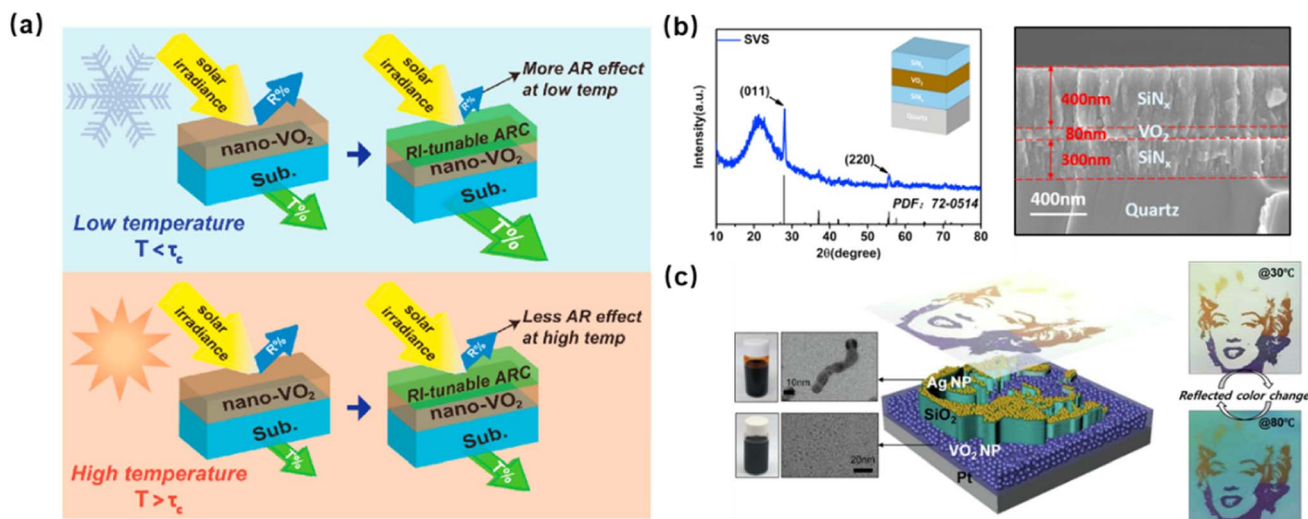 (a)
solar
irradiance
R%
nano-VO₂
Sub.
T%
Low temperature
T < τc
solar
irradiance
R%
More AR effect
at low temp
RI-tunable ARC
nano-VO₂
Sub.
T%
solar
irradiance
R%
nano-VO₂
Sub.
T%
High temperature
T > τc
solar
irradiance
R%
Less AR effect
at high temp
RI-tunable ARC
nano-VO₂
Sub.
T%
(b)
Intensity(a.u.)
SVS
(011)
(220)
PDF: 72-0514
SiNx
VO₂
SiNx
Quartz
10 20 30 40 50 60 70 80
2θ(degree)
400nm
SiNx
80nm
VO₂
300nm
SiNx
400nm
Quartz
(c)
10nm
20nm
Ag NP
SiO₂
VO₂ NP
Pt
@30℃
Reflected color change
@80℃